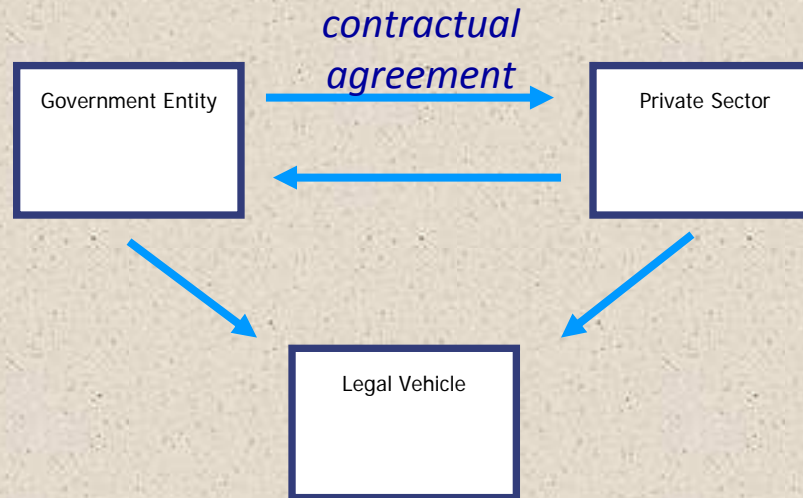 contractual
agreement
Government Entity
Private Sector
Legal Vehicle